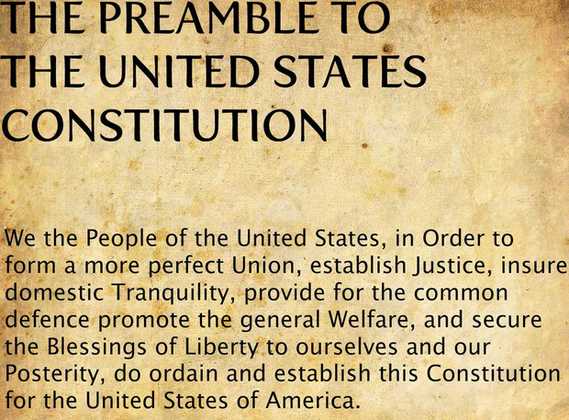 THE PREAMBLE TO
THE UNITED STATES
CONSTITUTION
We the People of the United States, in Order to
form a more perfect Union, establish Justice, insure
domestic Tranquility, provide for the common
defence promote the general Welfare, and secure
the Blessings of Liberty to ourselves and our
Posterity, do ordain and establish this Constitution
for the United States of America.